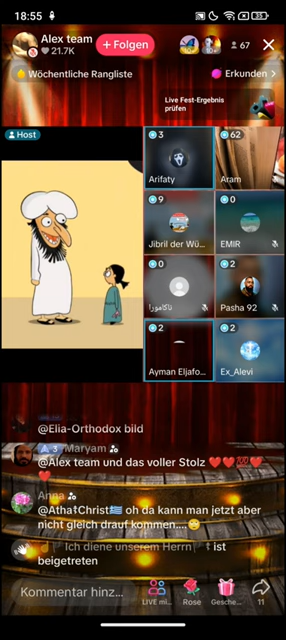 18:55
35
Alex team
21.7K
+ Folgen
67
Wöchentliche Rangliste
Erkunden >
Live Fest-Ergebnis
prüfen
Host
3
Arifaty
62
Aram
9
Jibril der Wü...
0
EMIR
0
ناكامورا
2
Pasha 92
2
Ayman Eljafo...
2
Ex_Alevi
@Elia-Orthodox bild
3 Maryam
@Alex team und das voller Stolz ❤️❤️💯❤️
❤️
Anna
@Atha☦Christ🇬🇷 oh da kann man jetzt aber
nicht gleich drauf kommen....🙄
Ich diene unserem Herrn ist
beigetreten
Kommentar hinz...
LIVE mi...
Rose
Gesche...
11